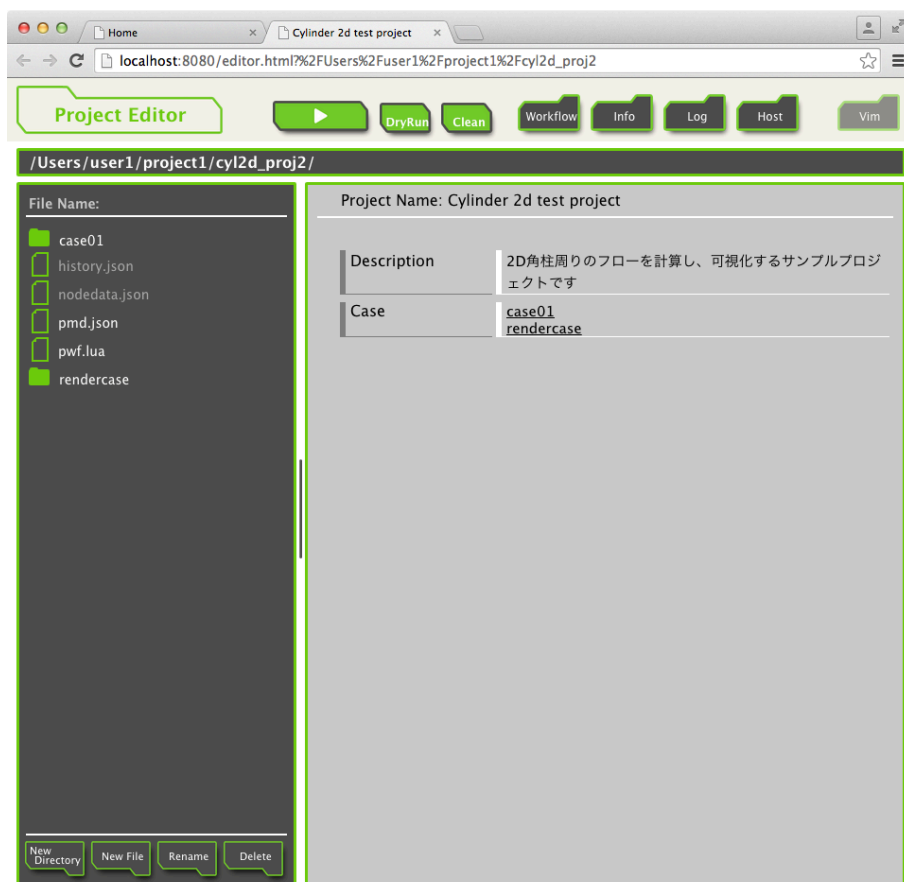 Home
Cylinder 2d test project
localhost:8080/editor.html?%2FUsers%2Fuser1%2Fproject1%2Fcyl2d_proj2
Project Editor
DryRun
Clean
Workflow
Info
Log
Host
Vim
/Users/user1/project1/cyl2d_proj2/
File Name:
case01
history.json
nodedata.json
pmd.json
pwf.lua
rendercase
New
Directory
New File
Rename
Delete
Project Name: Cylinder 2d test project
Description
2D角柱周りのフローを計算し、可視化するサンプルプロジ
ェクトです
Case
case01
rendercase